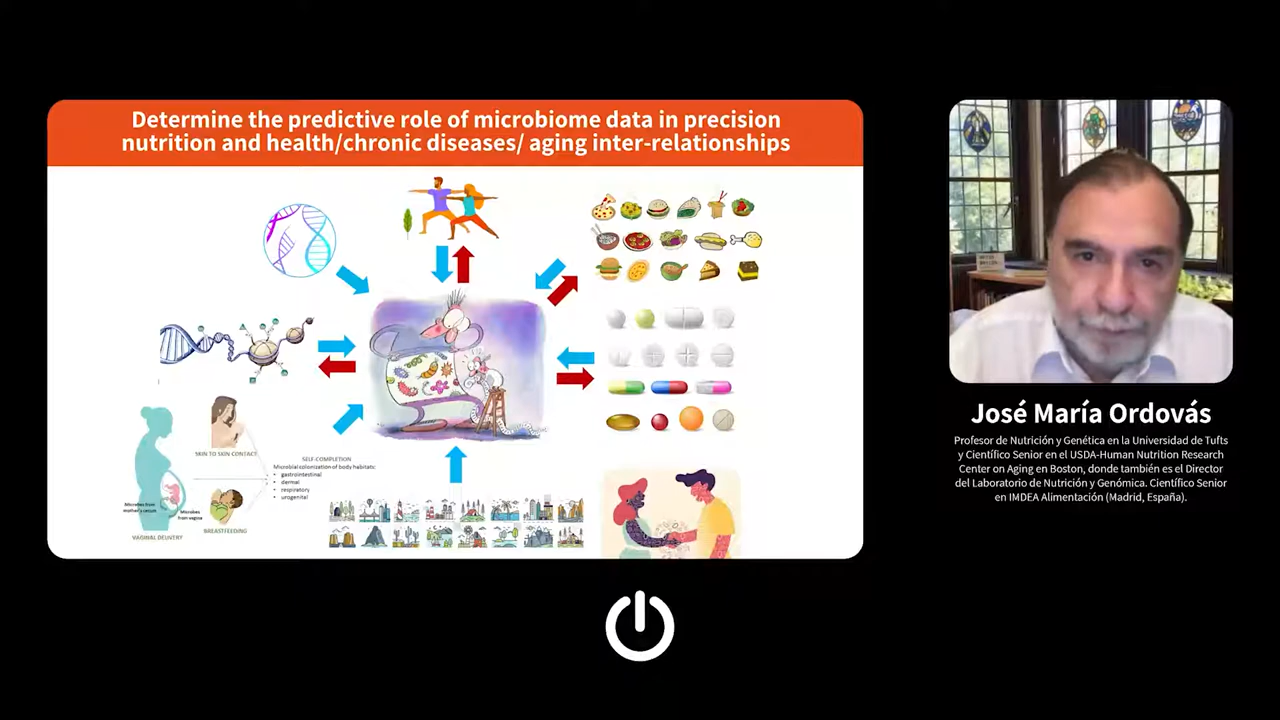 Determine the predictive role of microbiome data in precision
nutrition and health/chronic diseases/ aging inter-relationships
SKIN TO SKIN CONTACT
SELF-COMPLETION
Microbial colonisation of body habitats:
• gastrointestinal
• dermal
• respiratory
• urogenital
Microbes from
mother's cecum
Microbes
from vagina
VAGINAL DELIVERY
BREASTFEEDING
José María Ordovás
Profesor de Nutrición y Genética en la Universidad de Tufts
y Científico Senior en el USDA-Human Nutrition Research
Center on Aging en Boston, donde también es el Director
del Laboratorio de Nutrición y Genómica. Científico Senior
en IMDEA Alimentación (Madrid, España).